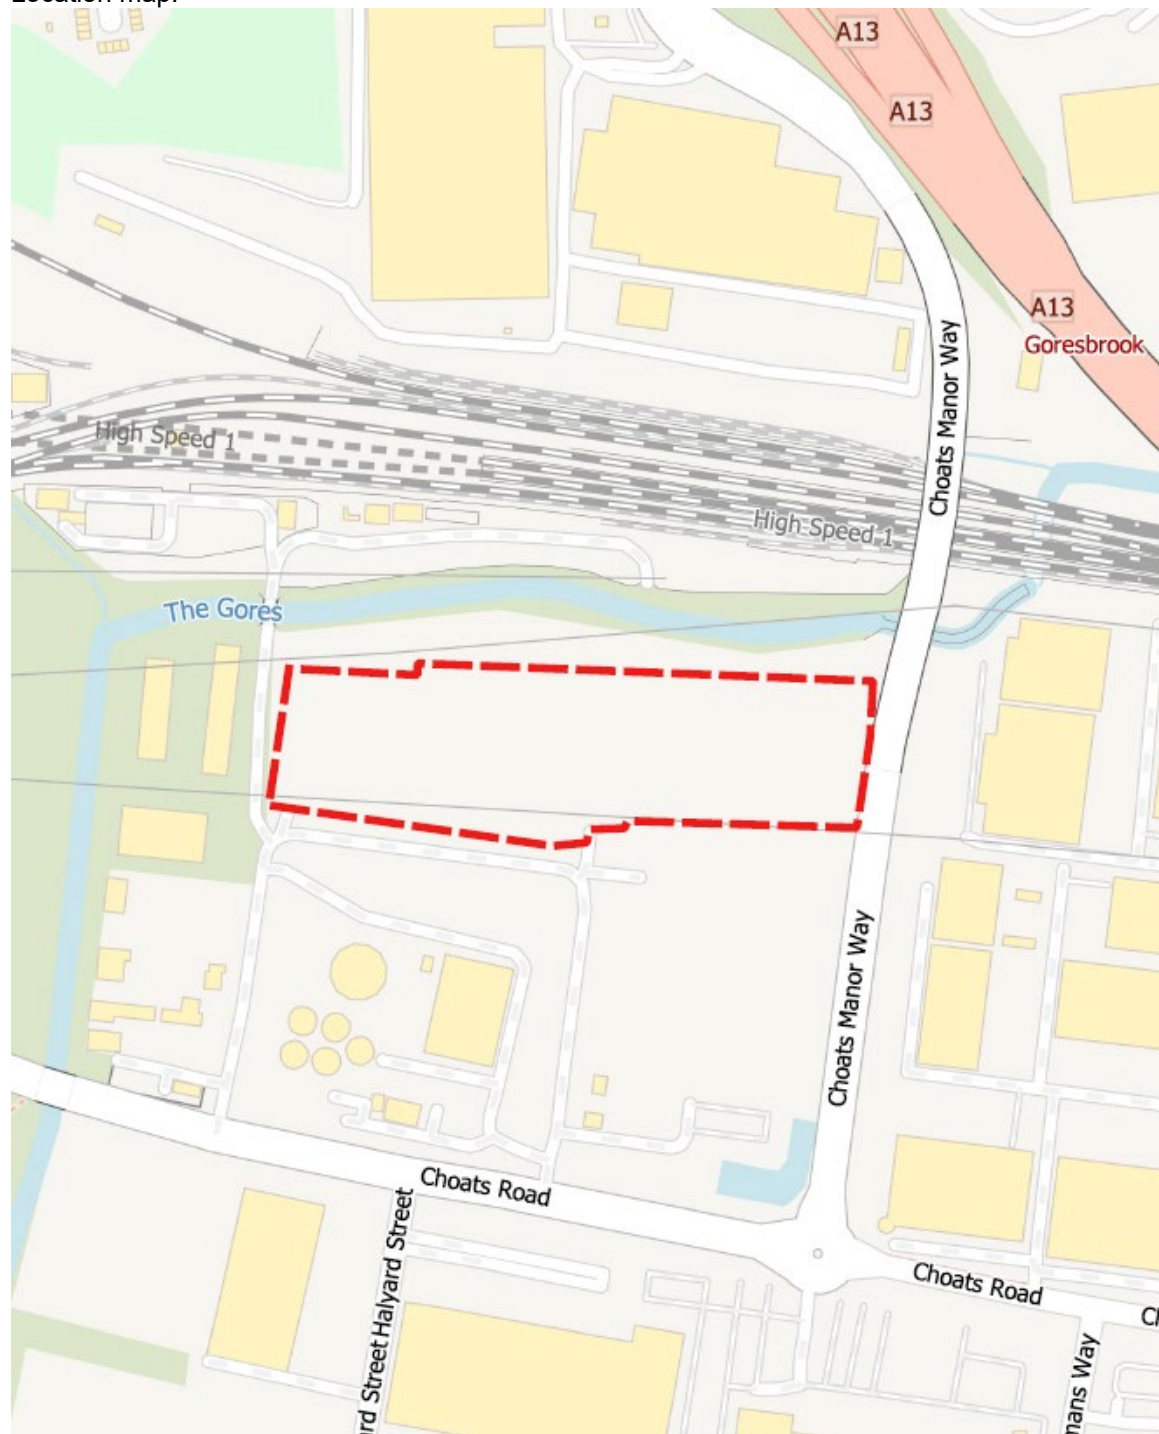 Location map:
A13
A13
A13
Goresbrook
Choats Manor Way
High Speed 1
High Speed 1
The Gores
Choats Manor Way
Choats Road
Halyard Street
Street
Choats Road
Way